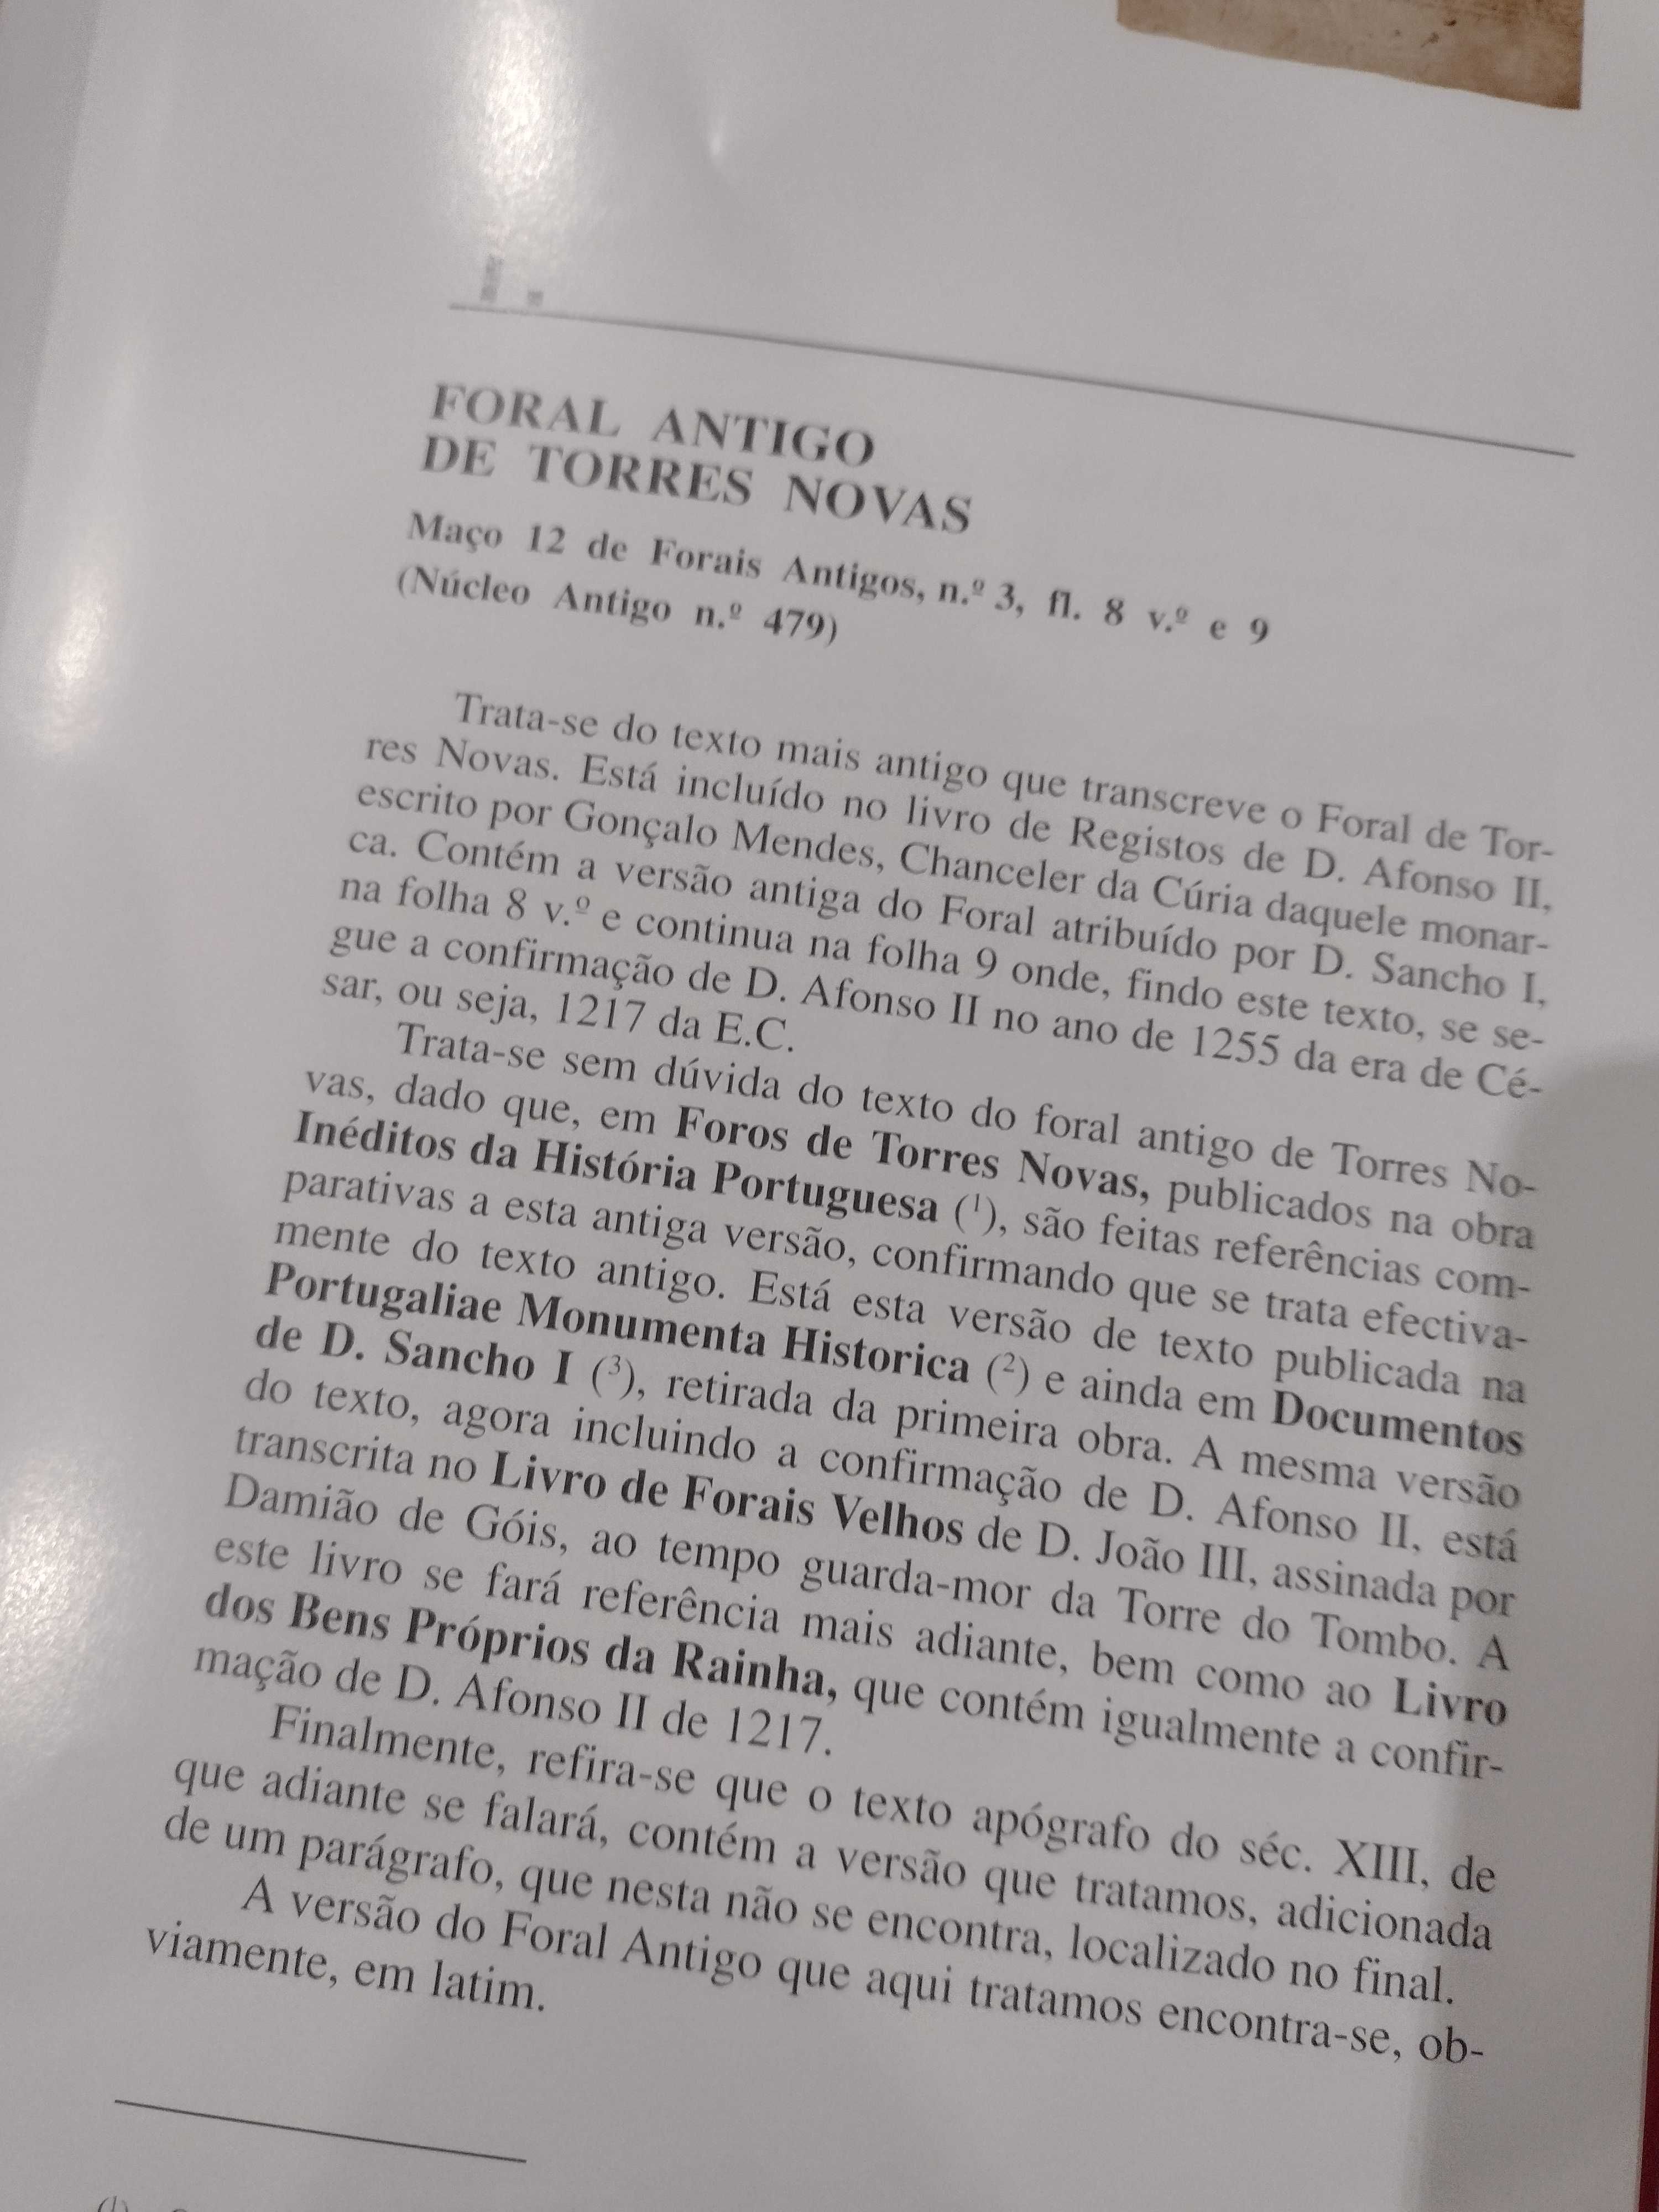 FORAL ANTIGO
DE TORRES NOVAS
Maço 12 de Forais Antigos, n.º 3, fl. 8 v.º e 9
(Núcleo Antigo n.º 479)
Trata-se do texto mais antigo que transcreve o Foral de Tor-
res Novas. Está incluído no livro de Registos de D. Afonso II,
escrito por Gonçalo Mendes, Chanceler da Cúria daquele monar-
ca. Contém a versão antiga do Foral atribuído por D. Sancho I,
na folha 8 v.º e continua na folha 9 onde, findo este texto, se se-
gue a confirmação de D. Afonso II no ano de 1255 da era de Cé-
sar, ou seja, 1217 da E.C.
Trata-se sem dúvida do texto do foral antigo de Torres No-
vas, dado que, em Foros de Torres Novas, publicados na obra
Inéditos da História Portuguesa (1), são feitas referências com-
parativas a esta antiga versão, confirmando que se trata efectiva-
mente do texto antigo. Está esta versão de texto publicada na
Portugaliae Monumenta Historica (2) e ainda em Documentos
de D. Sancho I (3), retirada da primeira obra. A mesma versão
do texto, agora incluindo a confirmação de D. Afonso II, está
transcrita no Livro de Forais Velhos de D. João III, assinada por
Damião de Góis, ao tempo guarda-mor da Torre do Tombo. A
este livro se fará referência mais adiante, bem como ao Livro
dos Bens Próprios da Rainha, que contém igualmente a confir-
mação de D. Afonso II de 1217.
Finalmente, refira-se que o texto apógrafo do séc. XIII, de
que adiante se falará, contém a versão que tratamos, adicionada
de um parágrafo, que nesta não se encontra, localizado no final.
A versão do Foral Antigo que aqui tratamos encontra-se, ob-
viamente, em latim.
(1)